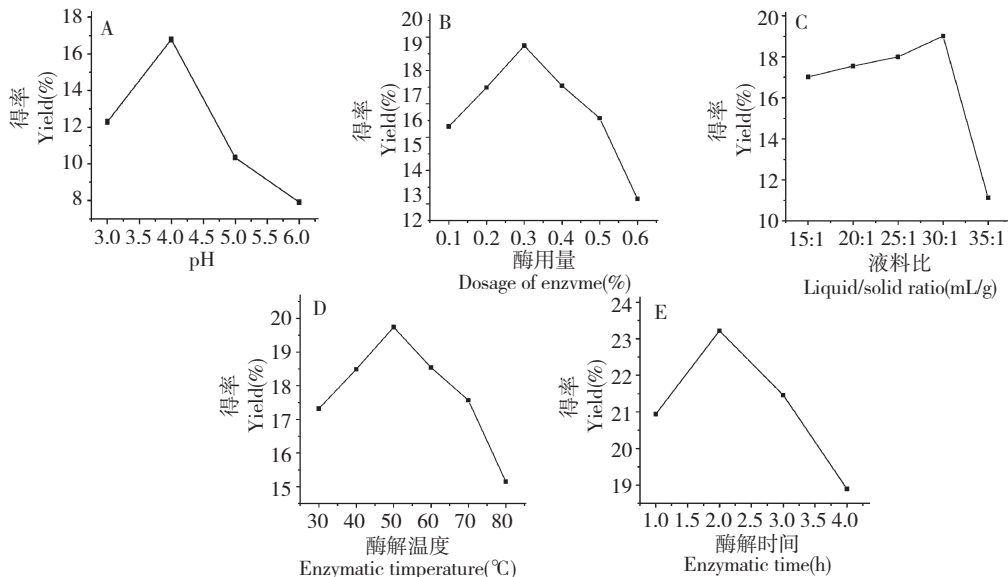 A
18
16
14
12
10
8
得率
Yield(%)
3.0 3.5 4.0 4.5 5.0 5.5 6.0
pH
B
20
19
18
17
16
15
14
13
12
得率
Yield(%)
0.1 0.2 0.3 0.4 0.5 0.6
酶用量
Dosage of enzyme(%)
C
20
18
16
14
12
10
得率
Yield(%)
15:1 20:1 25:1 30:1 35:1
液料比
Liquid/solid ratio(mL/g)
D
20
19
18
17
16
15
得率
Yield(%)
30 40 50 60 70 80
酶解温度
Enzymatic timperature(℃)
E
24
23
22
21
20
19
得率
Yield(%)
1.0 1.5 2.0 2.5 3.0 3.5 4.0
酶解时间
Enzymatic time(h)